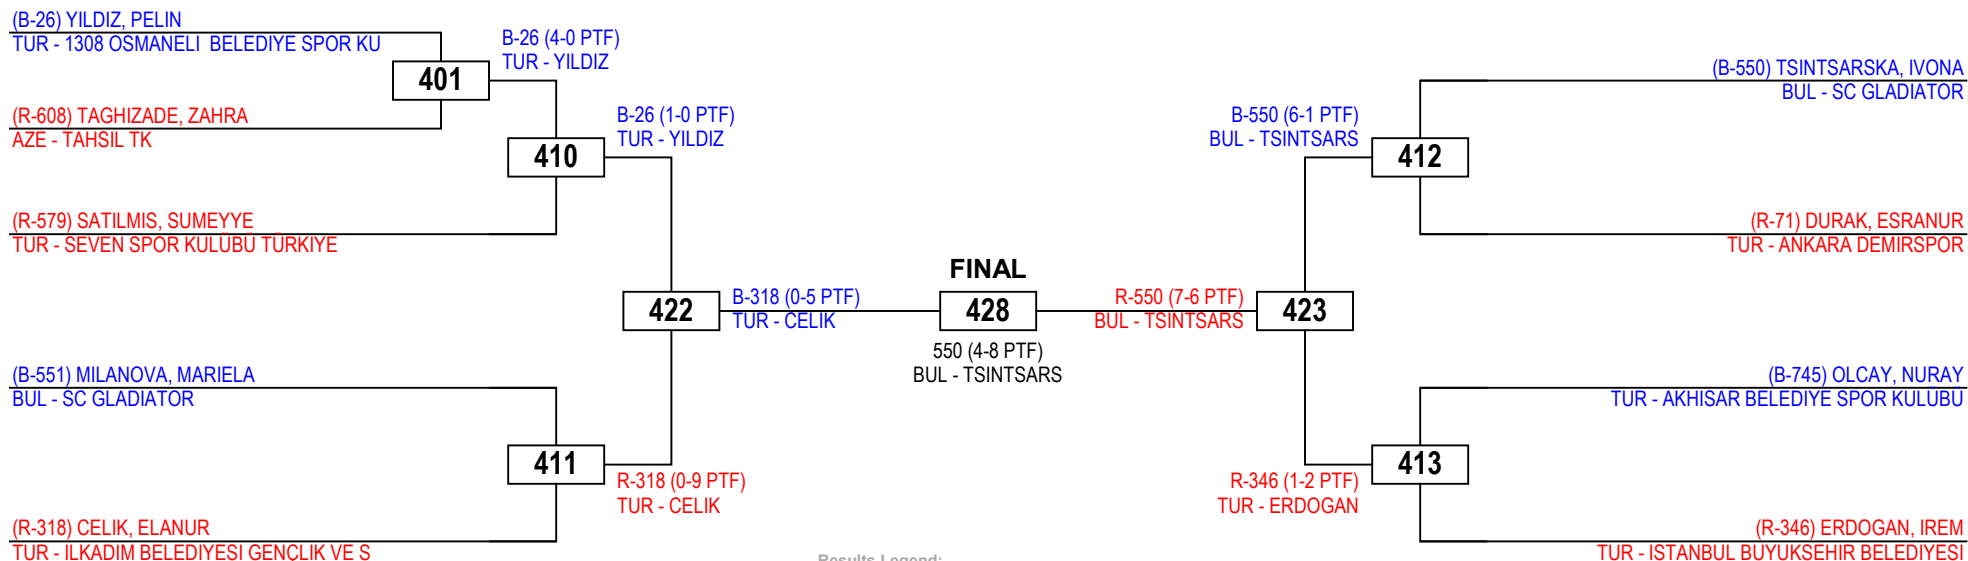 (B-26) YILDIZ, PELIN
TUR - 1308 OSMANELI  BELEDIYE SPOR KU
401
(R-608) TAGHIZADE, ZAHRA
AZE - TAHSIL TK
B-26 (4-0 PTF)
TUR - YILDIZ
410
(R-579) SATILMIS, SUMEYYE
TUR - SEVEN SPOR KULÜBÜ TÜRKIYE
B-26 (1-0 PTF)
TUR - YILDIZ
422
(B-551) MILANOVA, MARIELA
BUL - SC GLADIATOR
411
(R-318) CELIK, ELANUR
TUR - ILKADIM BELEDIYESI GENÇLIK VE S
R-318 (0-9 PTF)
TUR - CELIK
B-318 (0-5 PTF)
TUR - CELIK
FINAL
428
550 (4-8 PTF)
BUL - TSINTSARS
R-550 (7-6 PTF)
BUL - TSINTSARS
423
B-550 (6-1 PTF)
BUL - TSINTSARS
412
(B-550) TSINTSARSKA, IVONA
BUL - SC GLADIATOR
(R-71) DURAK, ESRANUR
TUR - ANKARA DEMIRSPOR
R-346 (1-2 PTF)
TUR - ERDOGAN
413
(B-745) OLCAY, NURAY
TUR - AKHISAR BELEDIYE SPOR KULÜBÜ
(R-346) ERDOGAN, IREM
TUR - ISTANBUL BUYUKSEHIR BELEDIYESI
Results Legend: